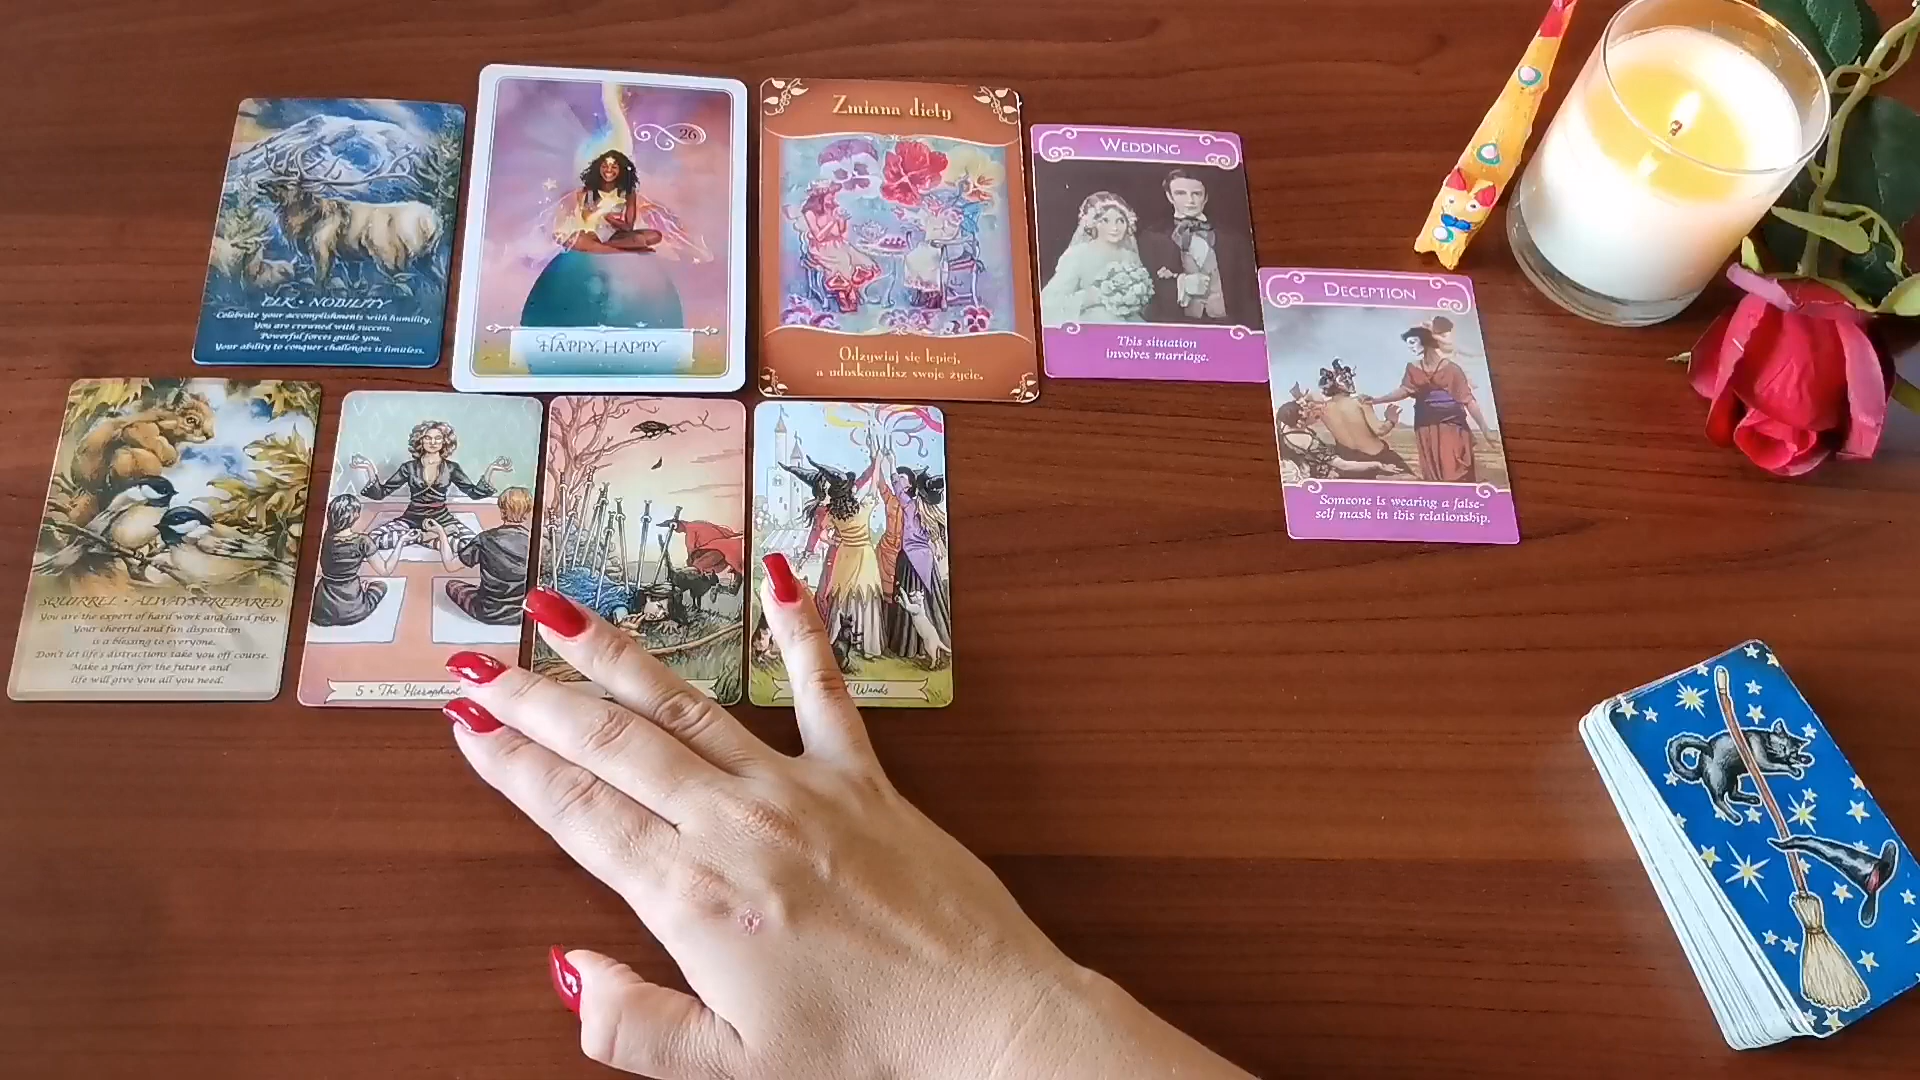 ELK • NOBILITY
Celebrate your accomplishments with humility.
You are crowned with success.
Powerful forces guide you.
Your ability to conquer challenges is limitless.
26
HAPPY, HAPPY
Zmiana diety
Odżywiaj się lepiej,
a udoskonalisz swoje życie.
WEDDING
This situation
involves marriage.
DECEPTION
Someone is wearing a false-
self mask in this relationship.
SQUIRREL • ALWAYS PREPARED
You are the expert of hard work and hard play.
Your cheerful and fun disposition
is a blessing to everyone.
Don't let life's distractions take you off course.
Make a plan for the future and
life will give you all you need.
5 • The Hierophant
Wands